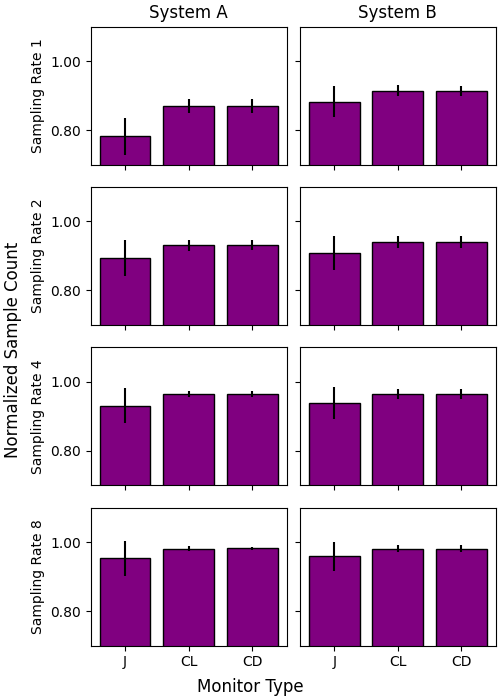 System A
System B
Normalized Sample Count
Sampling Rate 1
1.00
0.80
Sampling Rate 2
1.00
0.80
Sampling Rate 4
1.00
0.80
Sampling Rate 8
1.00
0.80
J CL CD
J CL CD
Monitor Type